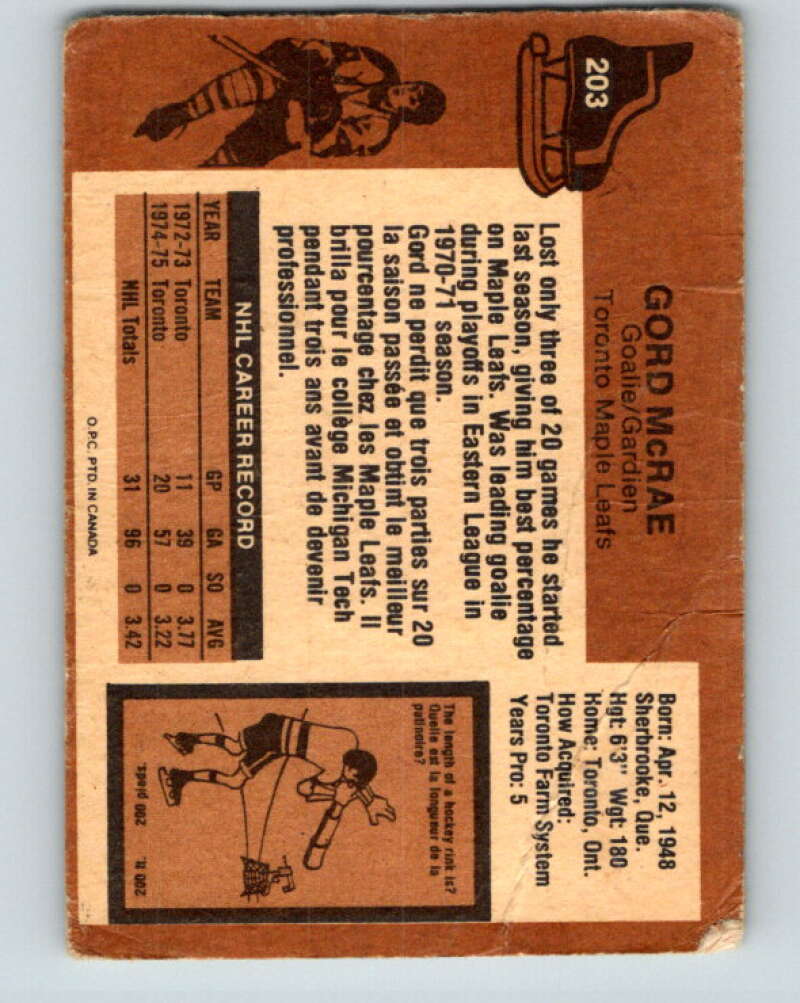 203
GORD McRAE
Goalie/Gardien
Toronto Maple Leafs
Born: Apr. 12, 1948
Sherbrooke, Que.
Hgt: 6'3" Wgt: 180
Home: Toronto, Ont.
How Acquired:
Toronto Farm System
Years Pro: 5
Lost only three of 20 games he started
last season, giving him best percentage
on Maple Leafs. Was leading goalie
during playoffs in Eastern League in
1970-71 season.
Gord ne perdit que trois parties sur 20
la saison passée et obtint le meilleur
pourcentage chez les Maple Leafs. Il
brilla pour le collège Michigan Tech
pendant trois ans avant de devenir
professionnel.
NHL CAREER RECORD
YEAR TEAM GP GA SO AVG
1972-73 Toronto 11 39 0 3.77
1974-75 Toronto 20 57 0 3.22
NHL Totals 31 96 0 3.42
The length of a hockey rink is?
Quelle est la longueur de la
patinoire?
200 ft. 200 pieds.
O.P.C. PTD. IN CANADA